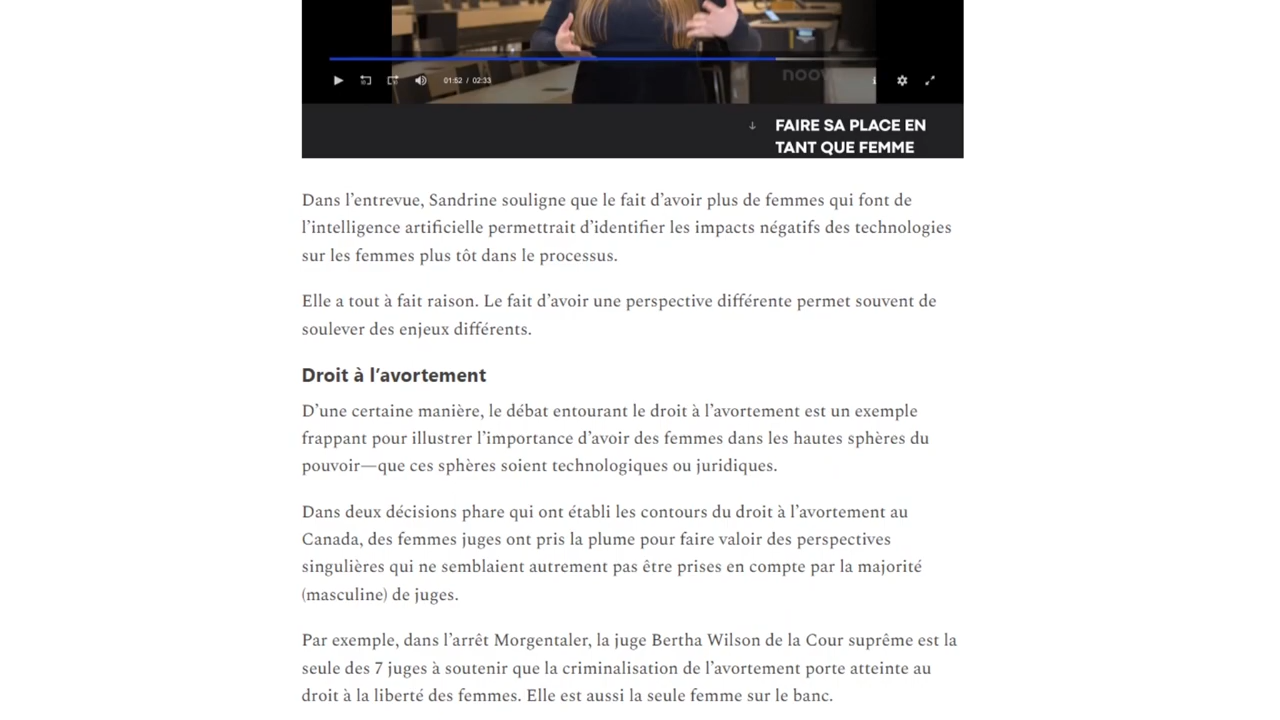 01:52 / 02:33
noov
FAIRE SA PLACE EN
TANT QUE FEMME
Dans l’entrevue, Sandrine souligne que le fait d’avoir plus de femmes qui font de
l’intelligence artificielle permettrait d’identifier les impacts négatifs des technologies
sur les femmes plus tôt dans le processus.
Elle a tout à fait raison. Le fait d’avoir une perspective différente permet souvent de
soulever des enjeux différents.
Droit à l’avortement
D’une certaine manière, le débat entourant le droit à l’avortement est un exemple
frappant pour illustrer l’importance d’avoir des femmes dans les hautes sphères du
pouvoir—que ces sphères soient technologiques ou juridiques.
Dans deux décisions phare qui ont établi les contours du droit à l’avortement au
Canada, des femmes juges ont pris la plume pour faire valoir des perspectives
singulières qui ne semblaient autrement pas être prises en compte par la majorité
(masculine) de juges.
Par exemple, dans l’arrêt Morgentaler, la juge Bertha Wilson de la Cour suprême est la
seule des 7 juges à soutenir que la criminalisation de l’avortement porte atteinte au
droit à la liberté des femmes. Elle est aussi la seule femme sur le banc.